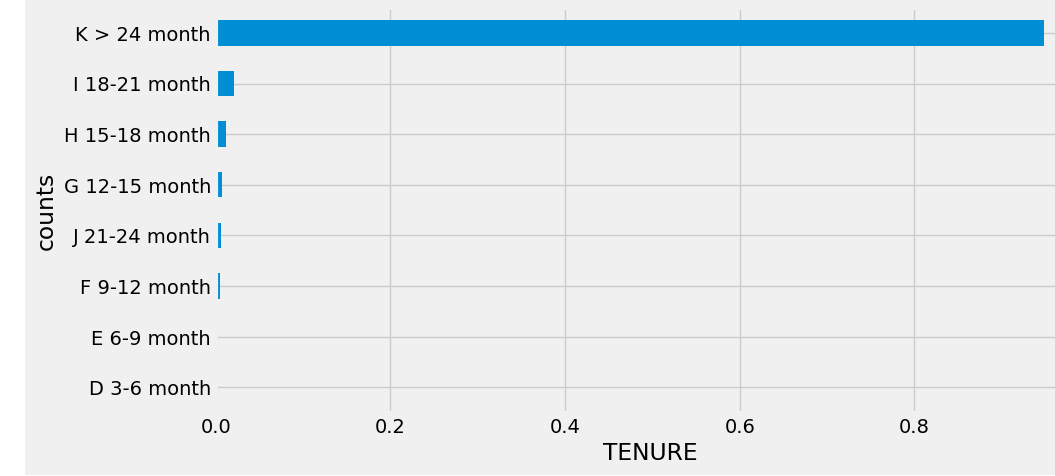 K > 24 month
I 18-21 month
H 15-18 month
G 12-15 month
J 21-24 month
F 9-12 month
E 6-9 month
D 3-6 month
counts
0.0 0.2 0.4 0.6 0.8
TENURE